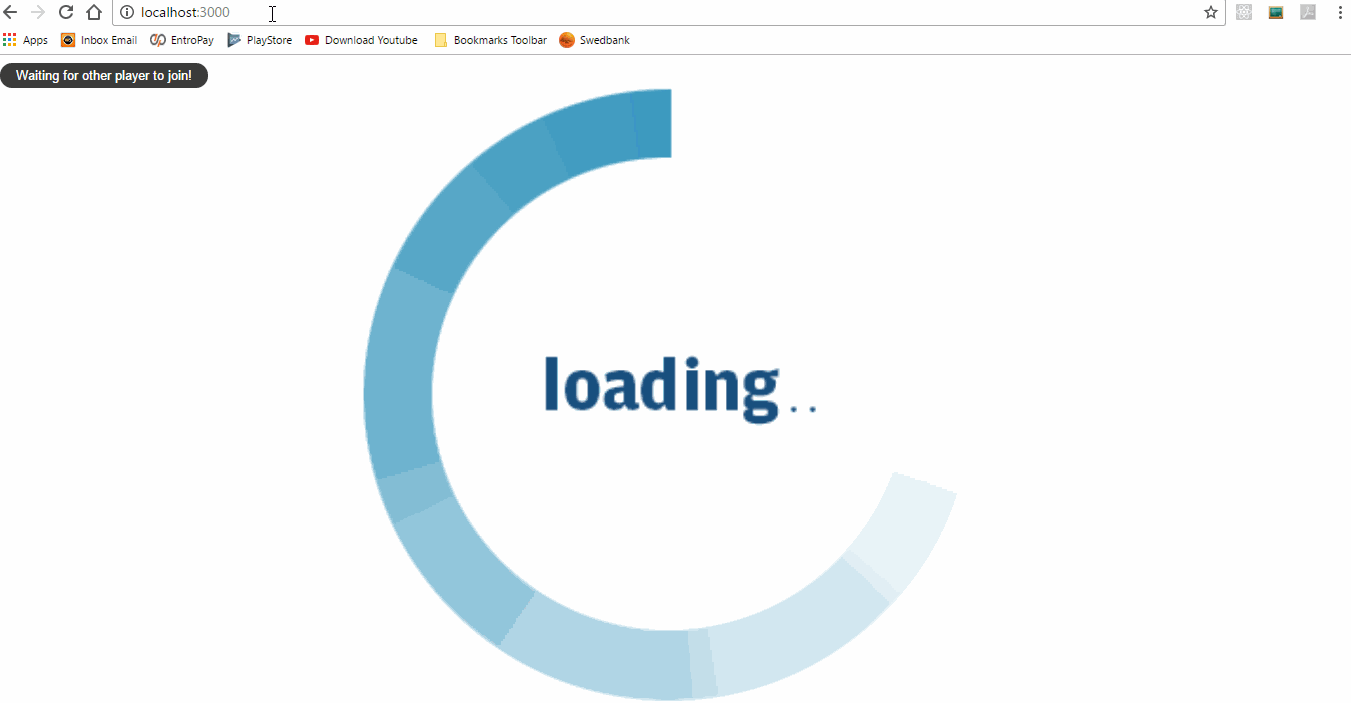 localhost:3000
Apps Inbox Email EntroPay PlayStore Download Youtube Bookmarks Toolbar Swedbank
Waiting for other player to join!
loading..